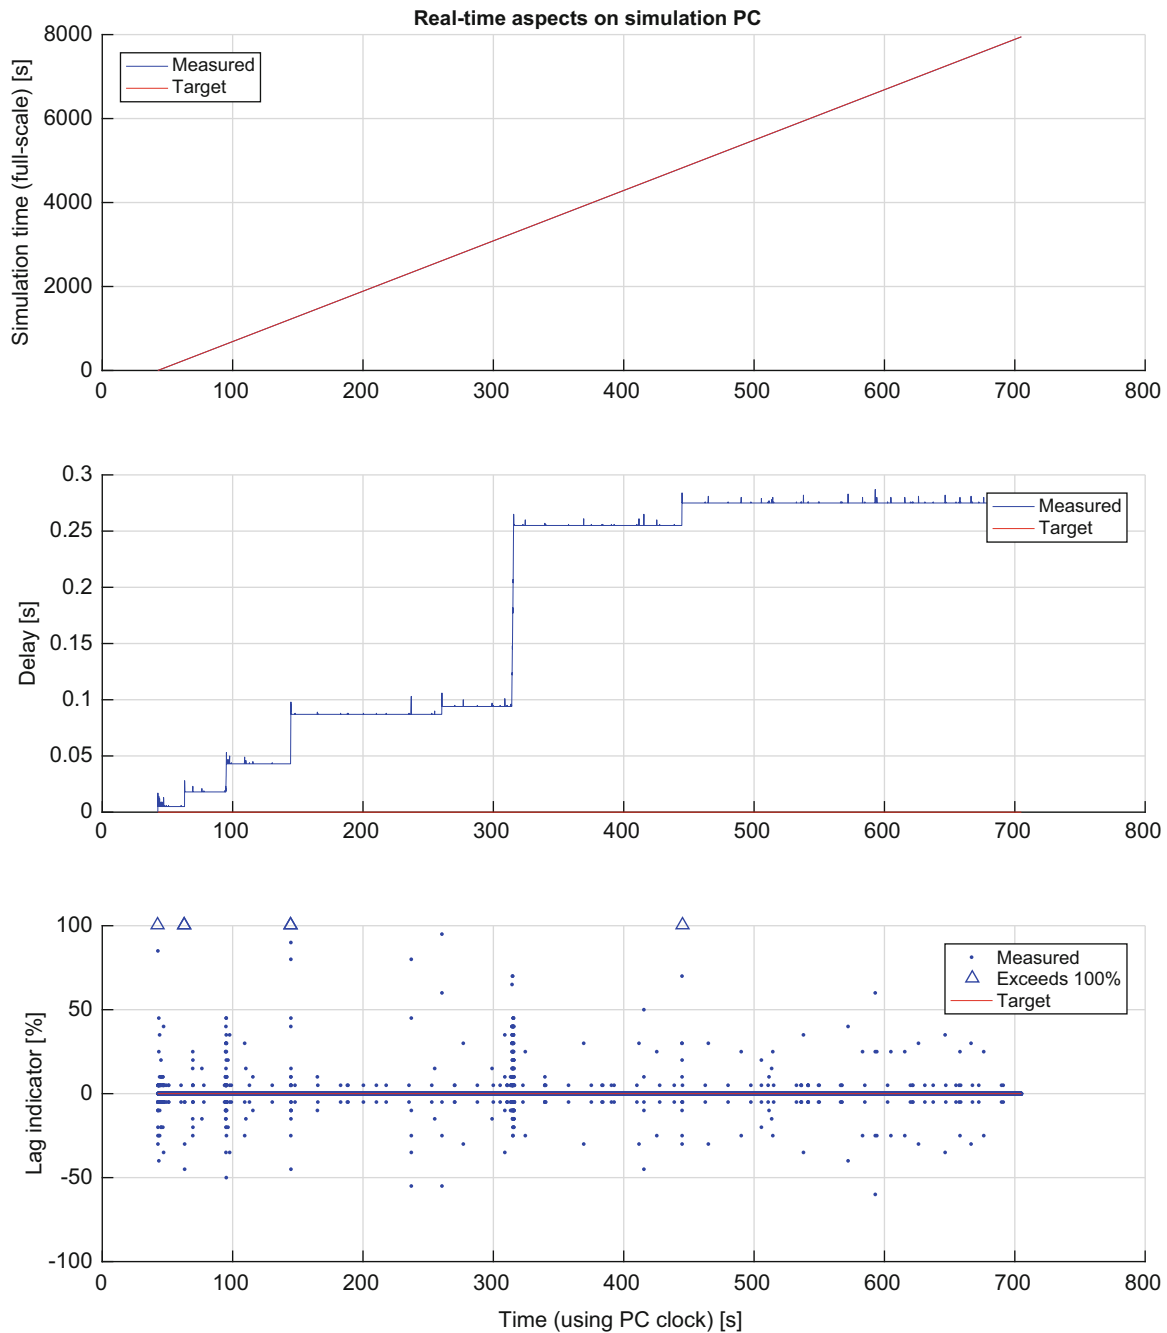 Real-time aspects on simulation PC
8000
6000
4000
2000
0
Simulation time (full-scale) [s]
Measured
Target
0 100 200 300 400 500 600 700 800
0.3
0.25
0.2
0.15
0.1
0.05
0
Delay [s]
Measured
Target
0 100 200 300 400 500 600 700 800
100
50
0
-50
-100
Lag indicator [%]
Measured
Exceeds 100%
Target
0 100 200 300 400 500 600 700 800
Time (using PC clock) [s]